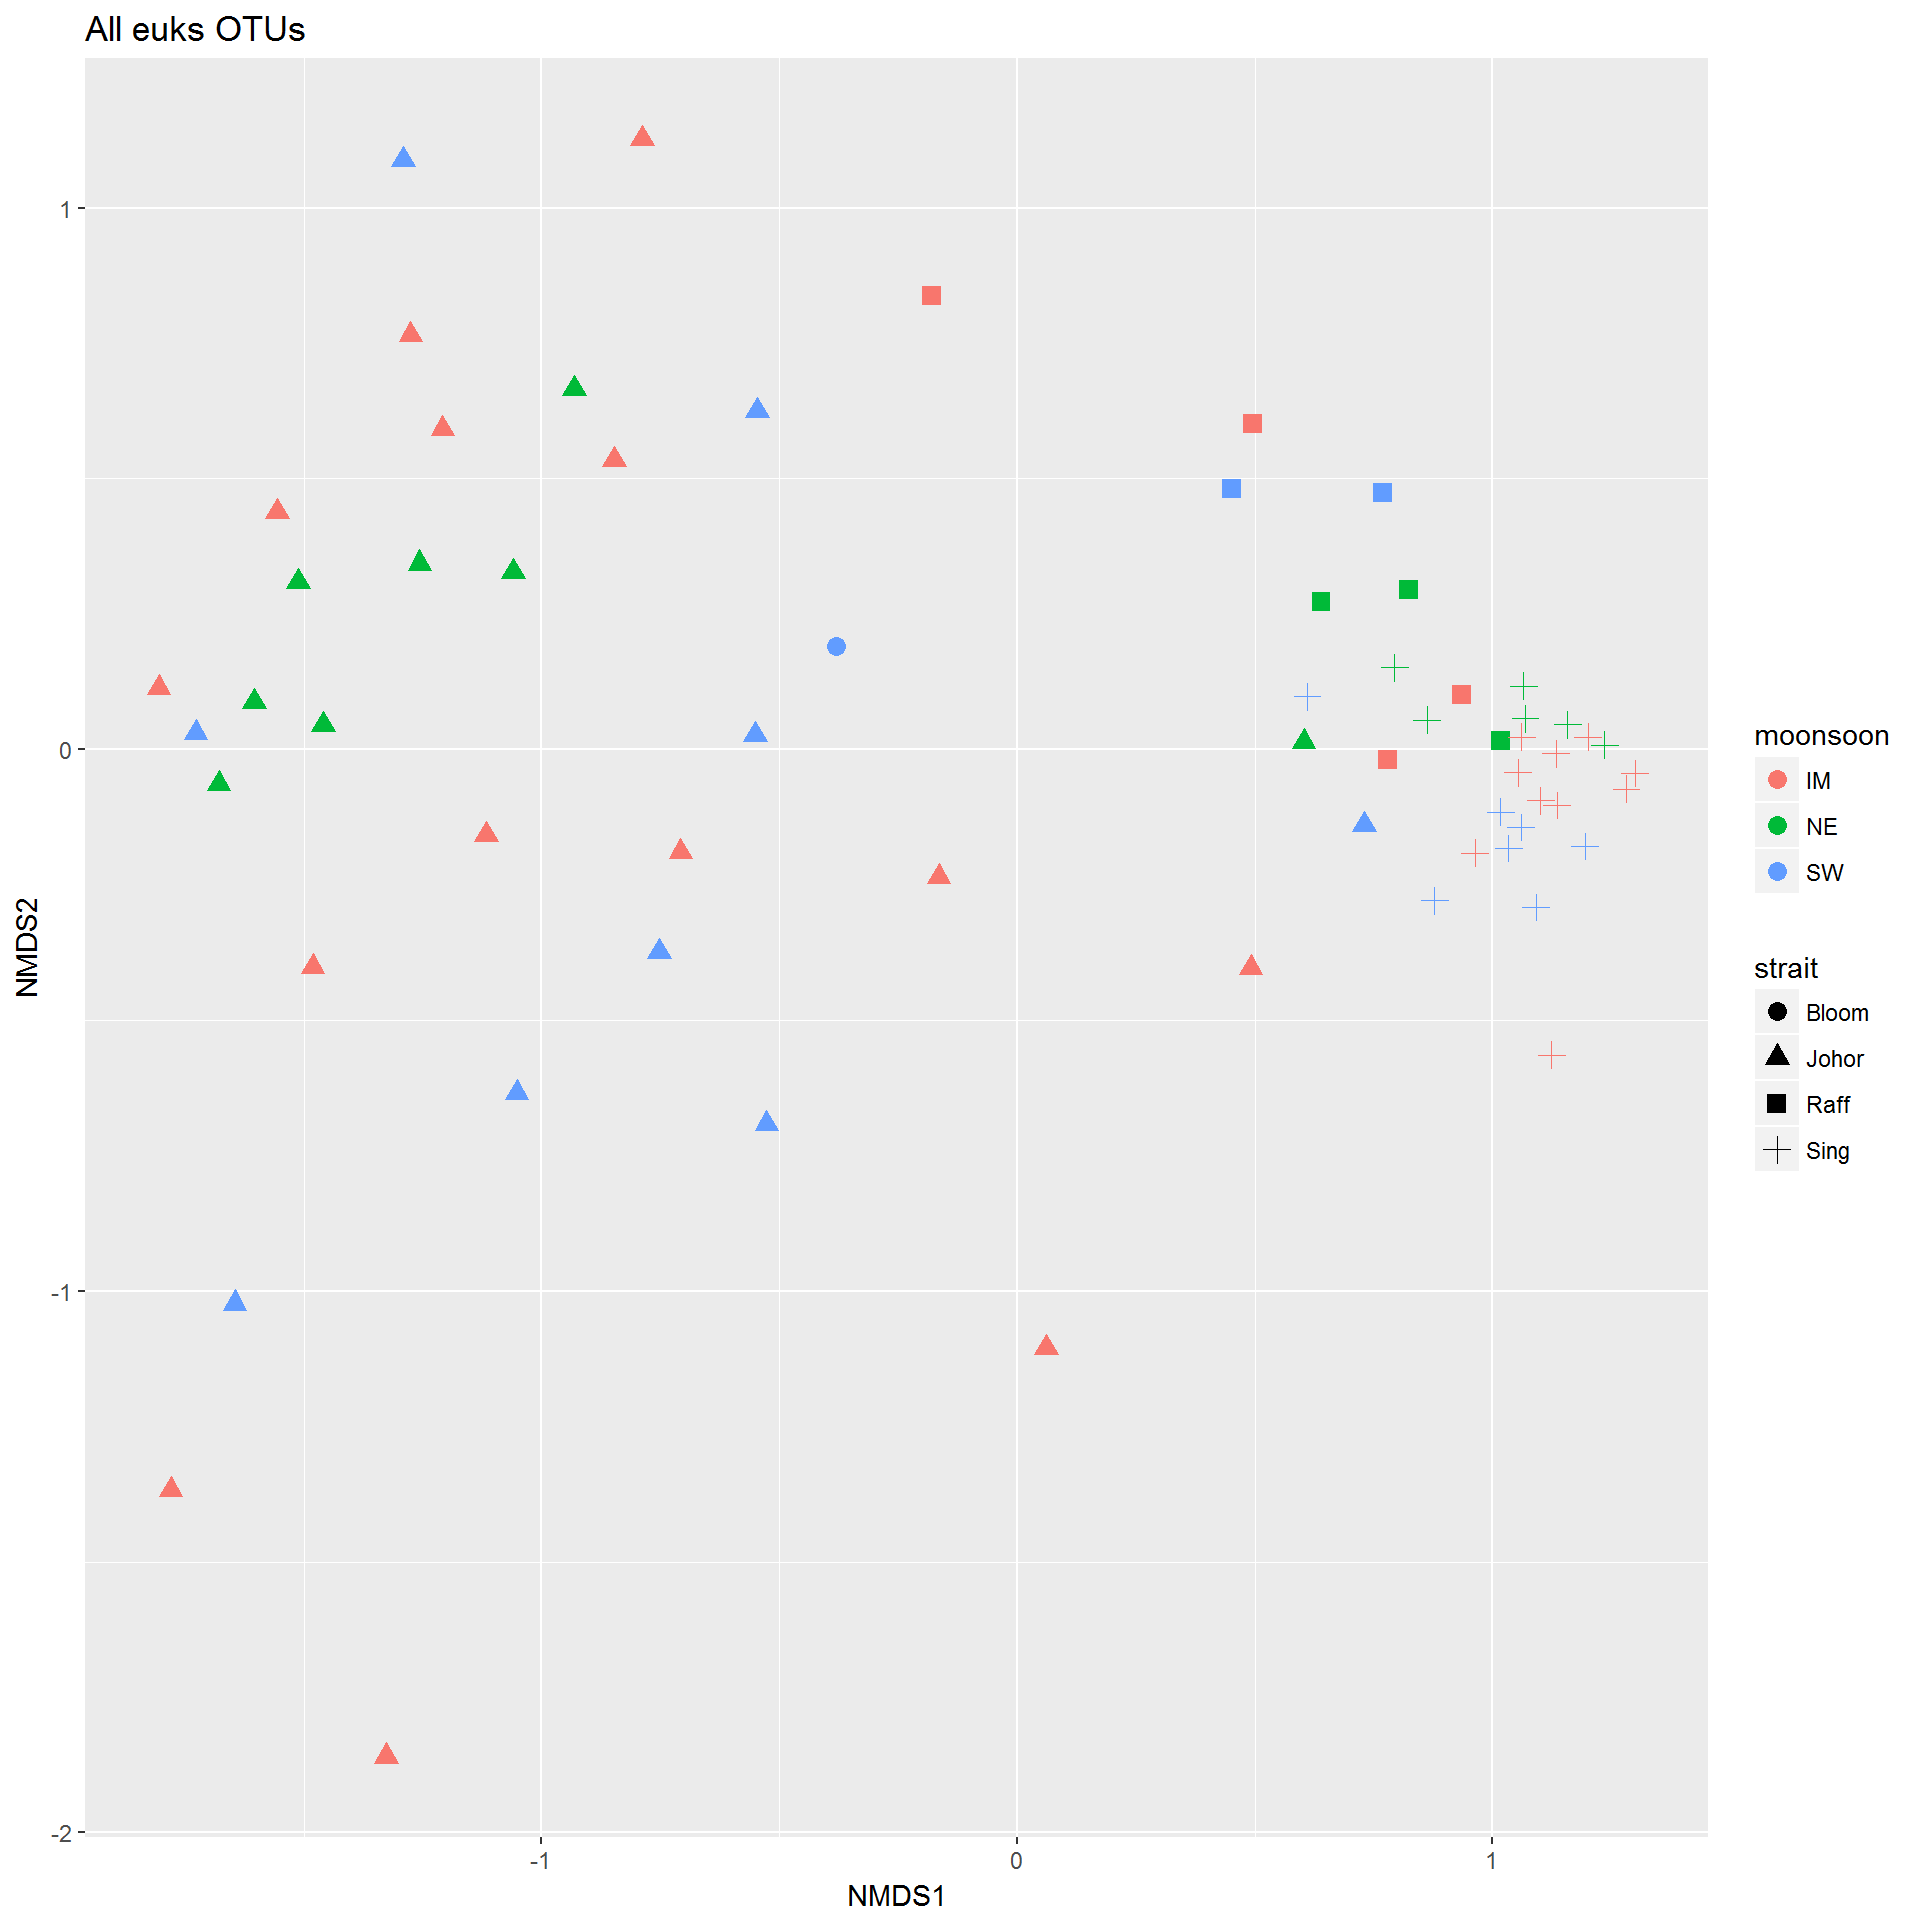 All euks OTUs
1
0
-1
-2
NMDS2
-1
0
1
NMDS1
moonsoon
IM
NE
SW
strait
Bloom
Johor
Raff
Sing